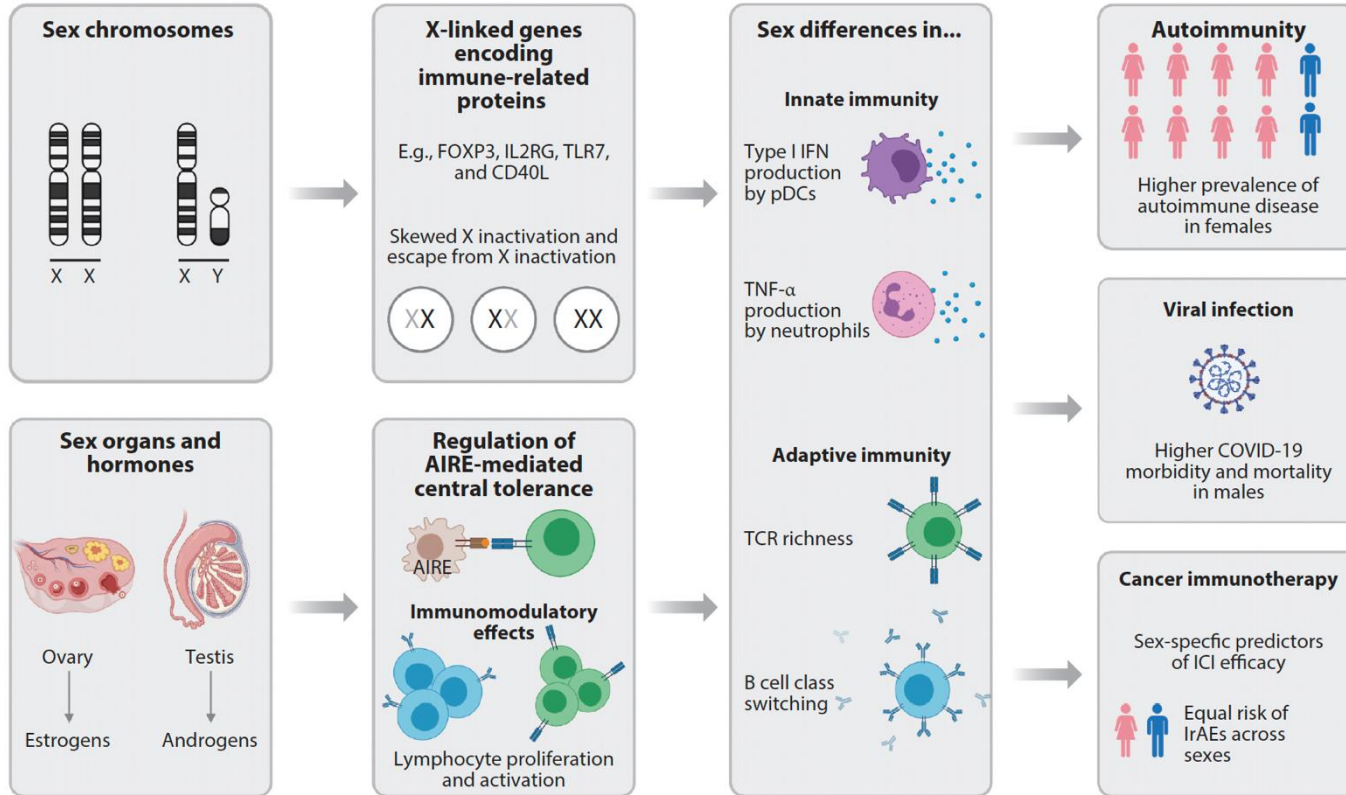 Sex chromosomes
X X
X Y
X-linked genes
encoding
immune-related
proteins
E.g., FOXP3, IL2RG, TLR7,
and CD40L
Skewed X inactivation and
escape from X inactivation
XX
XX
XX
Sex organs and
hormones
Ovary
Testis
Estrogens
Androgens
Regulation of
AIRE-mediated
central tolerance
AIRE
Immunomodulatory
effects
Lymphocyte proliferation
and activation
Sex differences in...
Innate immunity
Type I IFN
production
by pDCs
TNF-α
production
by neutrophils
Adaptive immunity
TCR richness
B cell class
switching
Autoimmunity
Higher prevalence of
autoimmune disease
in females
Viral infection
Higher COVID-19
morbidity and mortality
in males
Cancer immunotherapy
Sex-specfic predictors
of ICI efficacy
Equal risk of
IrAEs across
sexes